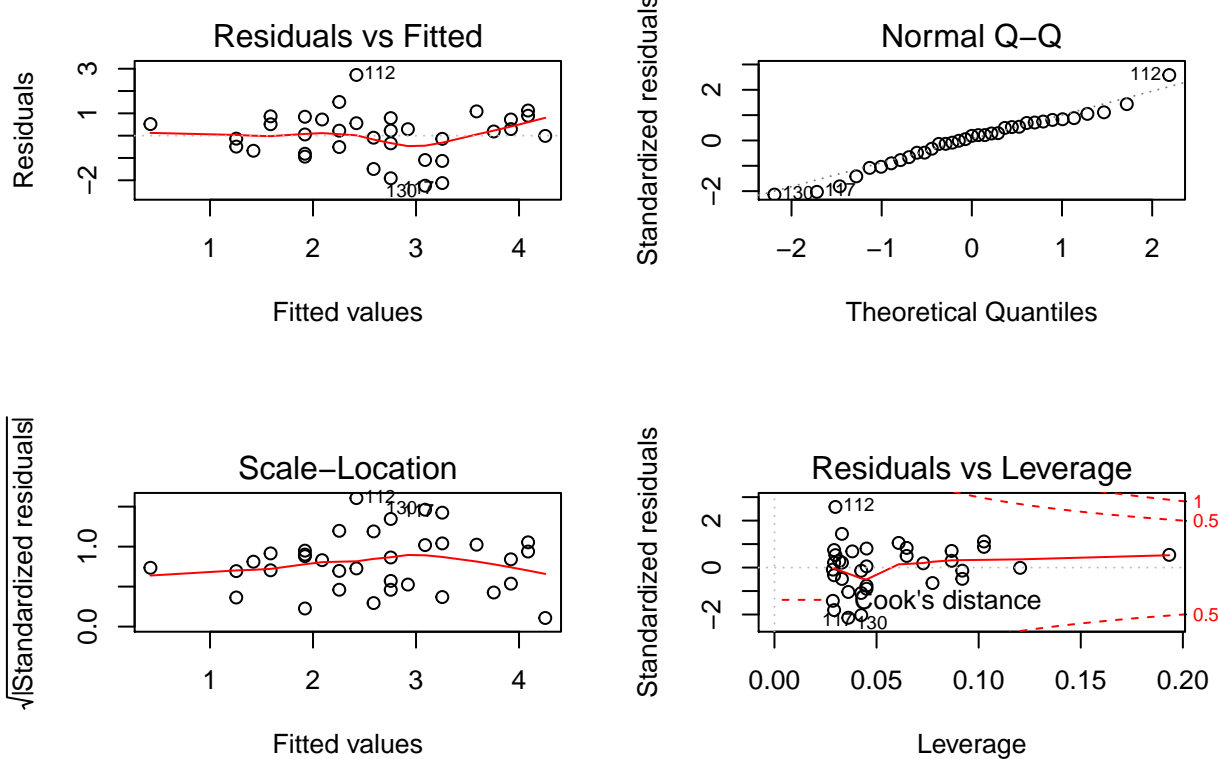 Residuals vs Fitted
Residuals
3
1
−2
112
130
117
1 2 3 4
Fitted values
Normal Q−Q
Standardized residuals
2
0
−2
112
130
117
−2 −1 0 1 2
Theoretical Quantiles
Scale−Location
√|Standardized residuals|
1.0
0.0
112
130
117
1 2 3 4
Fitted values
Residuals vs Leverage
Standardized residuals
2
0
−2
112
1
0.5
Cook's distance
0.5
117
130
0.00 0.05 0.10 0.15 0.20
Leverage